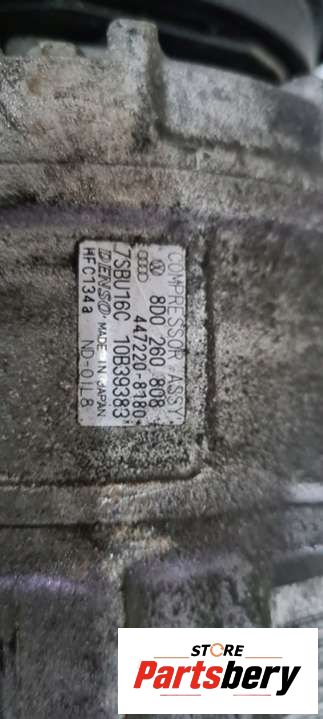 COMPRESSOR ASSY
8D0 260 808
447220-8180
7SBU16C 10B39383
DENSO MADE IN JAPAN
HFC134a ND-OIL8
STORE
Partsbery